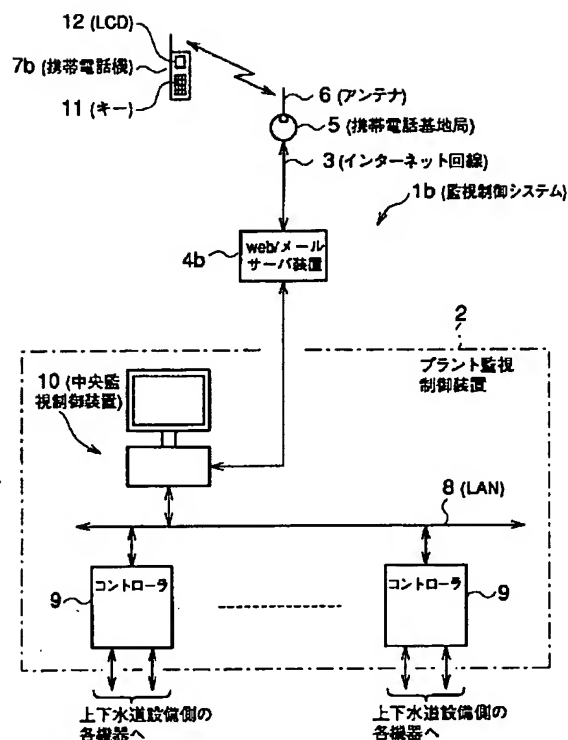 12 (LCD)
7b (携帯電話機)
11 (キー)
6 (アンテナ)
5 (携帯電話基地局)
3 (インターネット回線)
1b (監視制御システム)
4b
web/メール
サーバ装置
2
プラント監視
制御装置
10 (中央監
視制御装置)
8 (LAN)
9
コントローラ
コントローラ
9
上下水道設備側の
各機器へ
上下水道設備側の
各機器へ